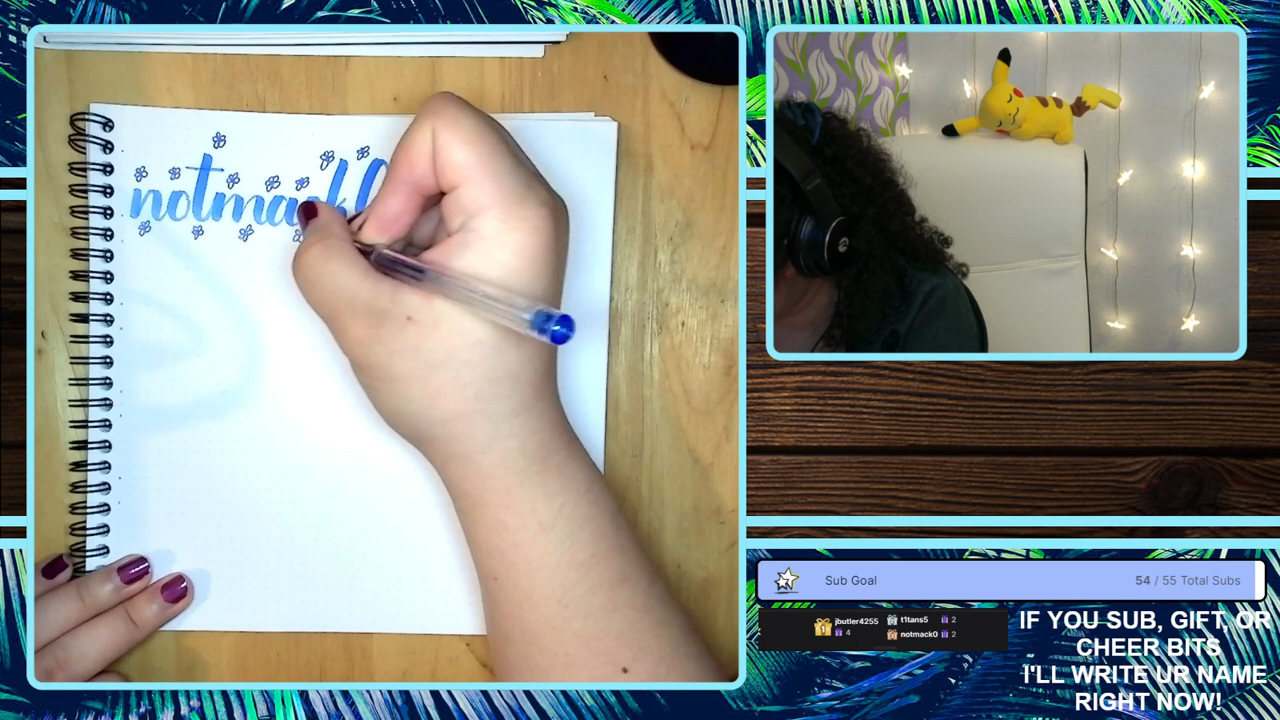 notmack0
Sub Goal
54 / 55 Total Subs
jbutler4255
4
t1tans5 2
notmack0 2
IF YOU SUB, GIFT, OR
CHEER BITS
I'LL WRITE UR NAME
RIGHT NOW!